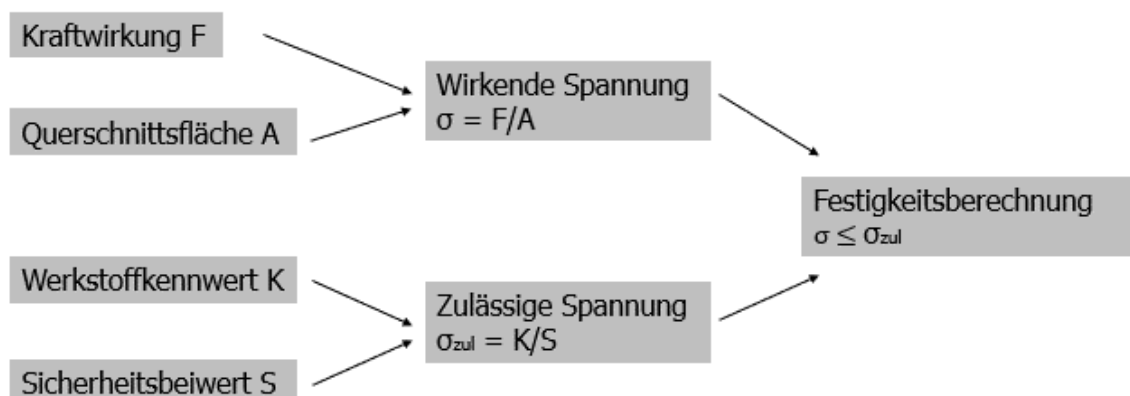 Kraftwirkung F
Querschnittsfläche A
Wirkende Spannung
σ = F/A
Werkstoffkennwert K
Sicherheitsbeiwert S
Zulässige Spannung
σzul = K/S
Festigkeitsberechnung
σ ≤ σzul